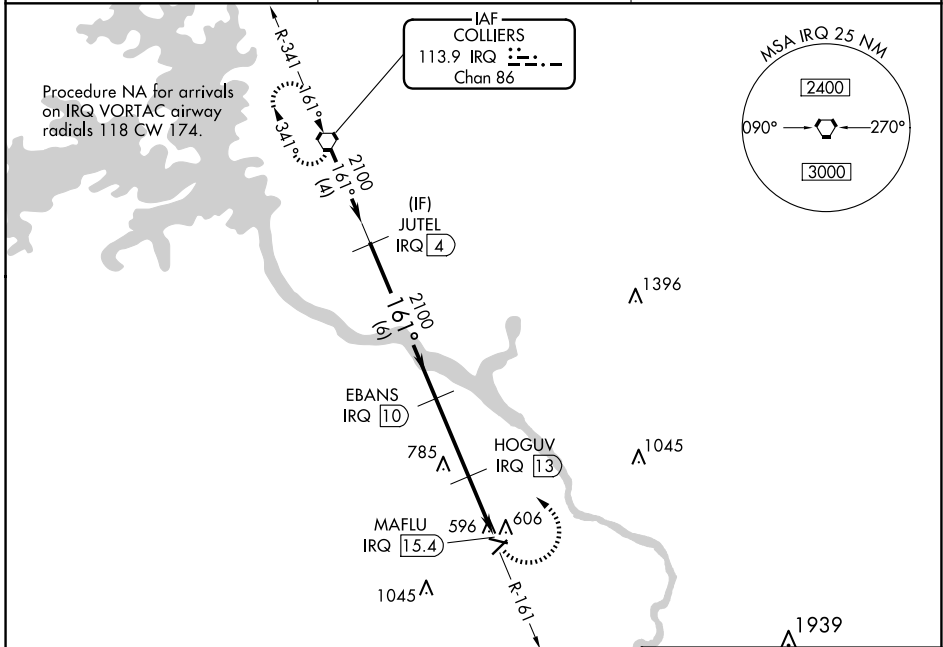 IAF
COLLIERS
113.9 IRQ
Chan 86
Procedure NA for arrivals
on IRQ VORTAC airway
radials 118 CW 174.
MSA IRQ 25 NM
2400
090°
270°
3000
R-341
161°
341°
2100
161°
(4)
(IF)
JUTEL
IRQ 4
2100
161°
(6)
1396
EBANS
IRQ 10
785
HOGUV
IRQ 13
1045
MAFLU
IRQ 15.4
596
606
1045
R-161
1939